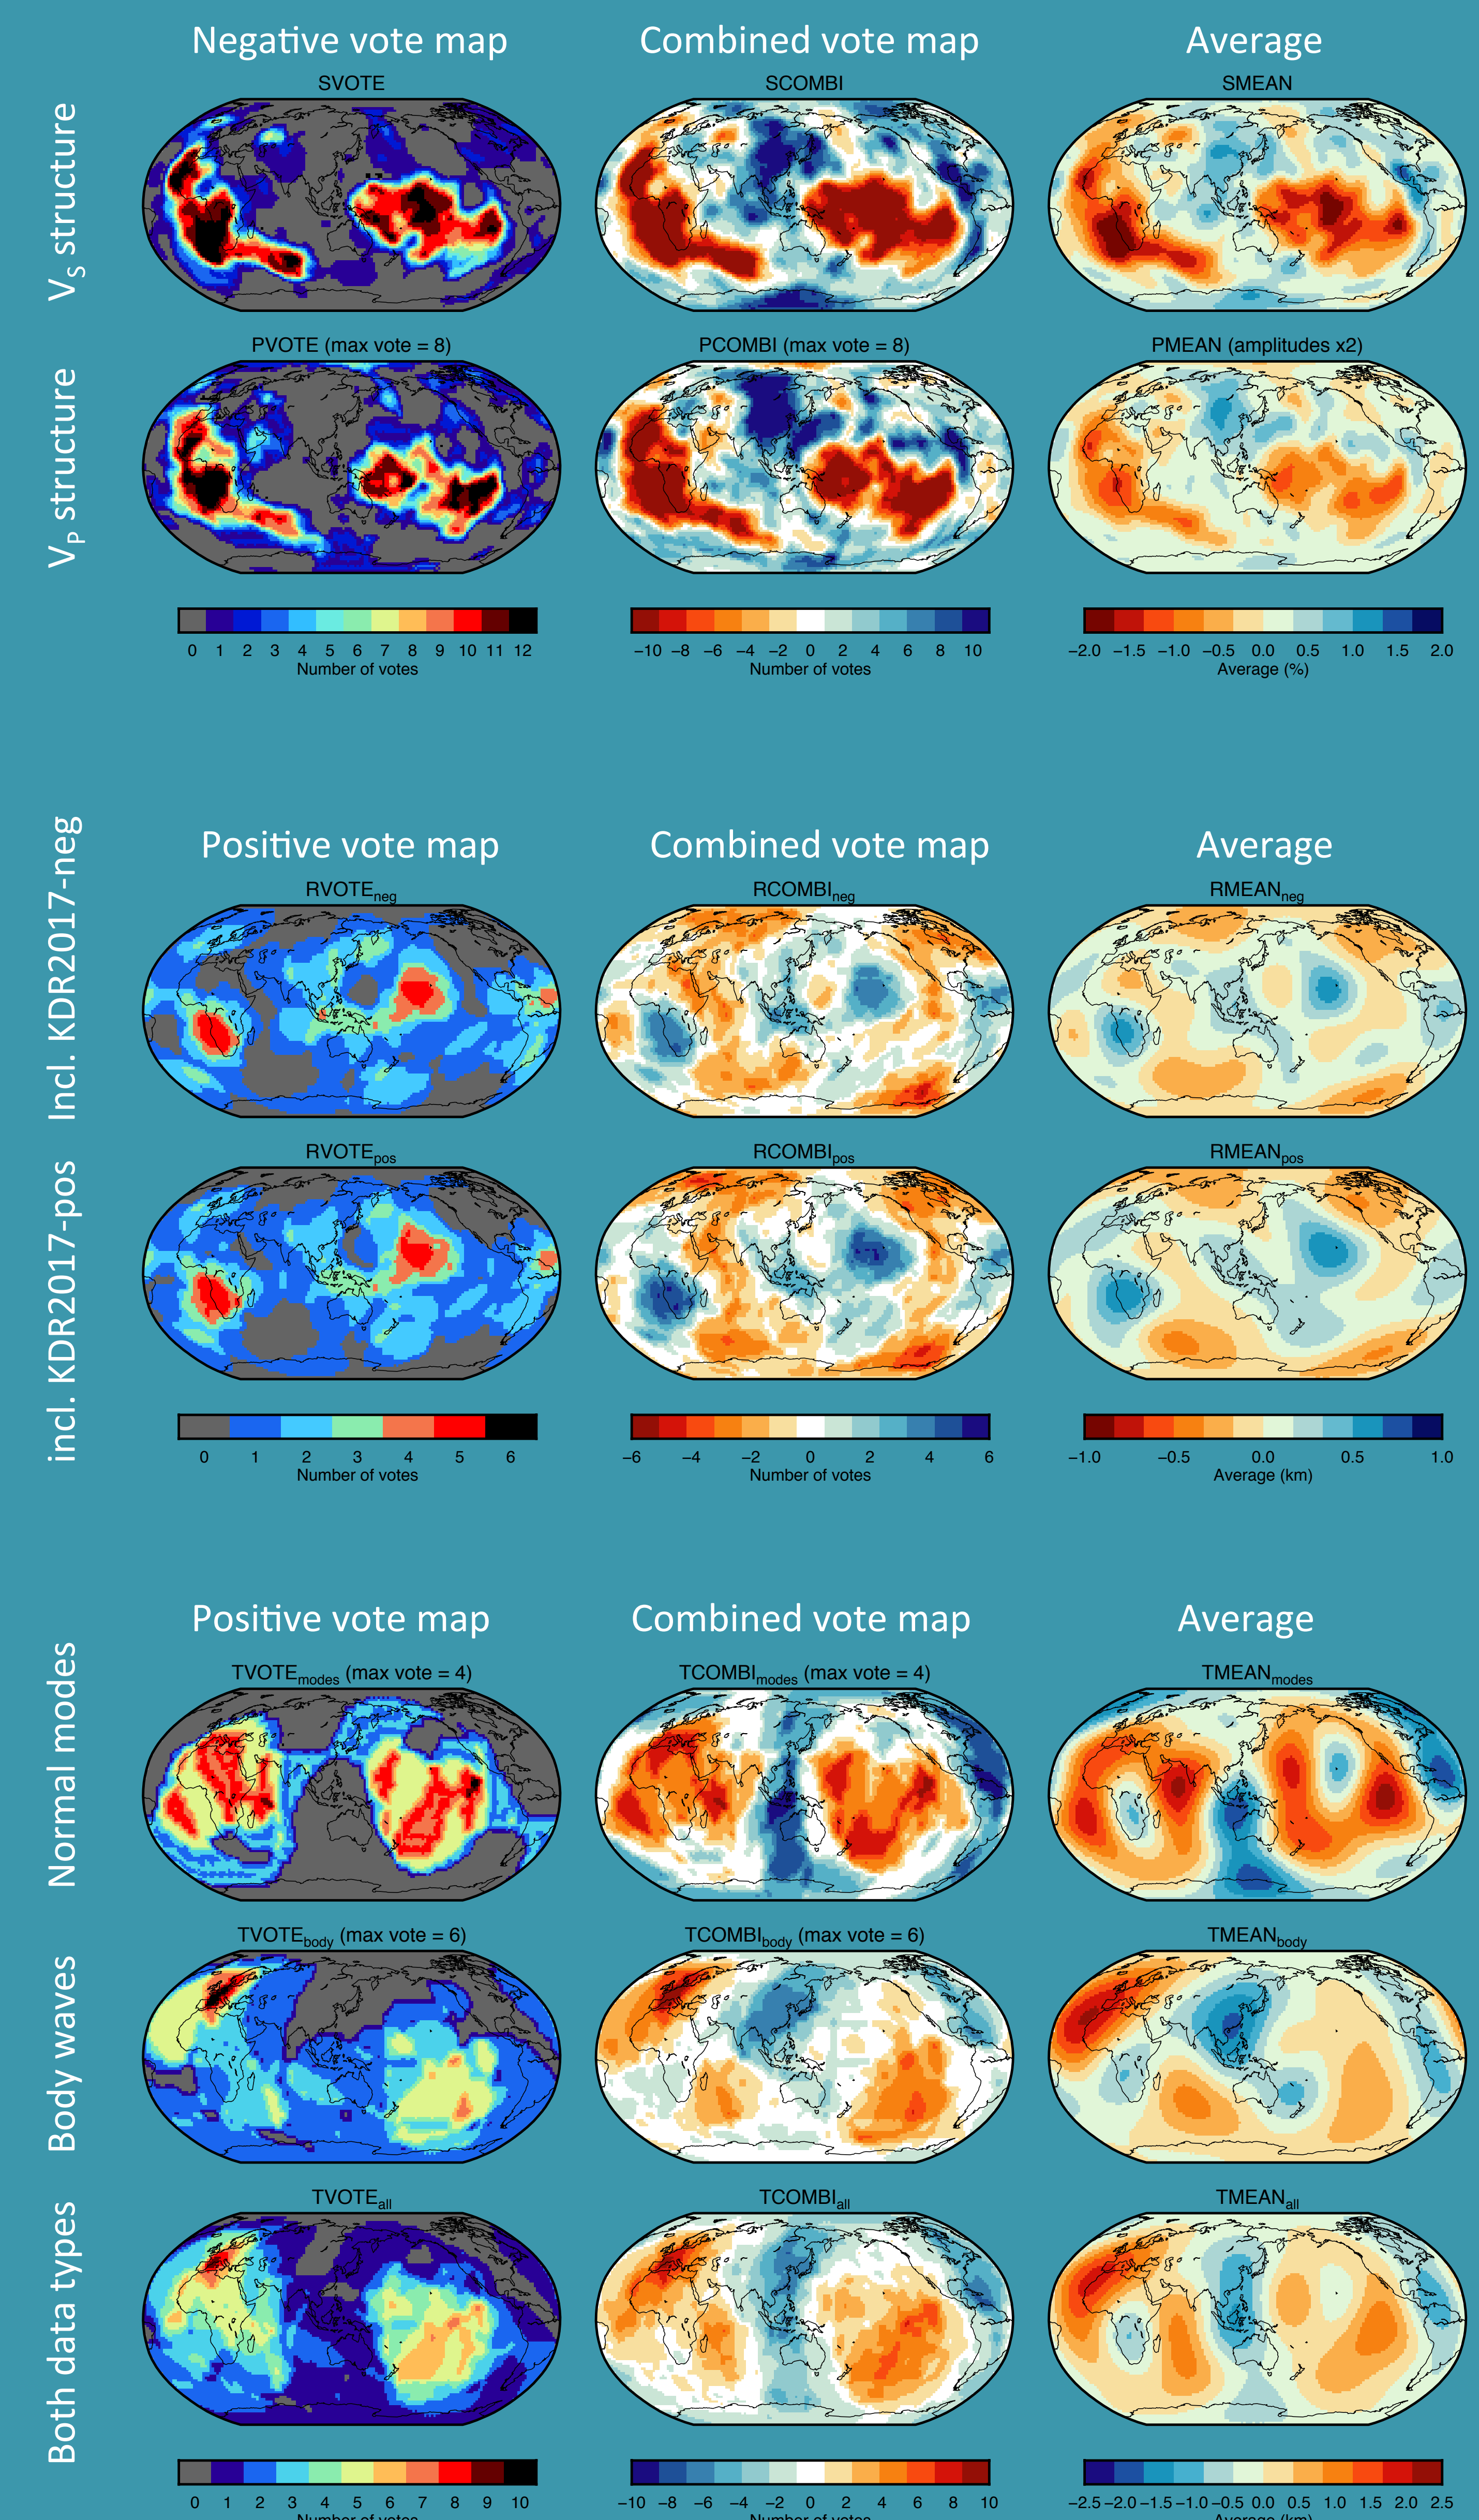 Negative vote map Combined vote map Average
SVOTE SCOMBI SMEAN
VS structure
PVOTE (max vote = 8) PCOMBI (max vote = 8) PMEAN (amplitudes x2)
VP structure
0 1 2 3 4 5 6 7 8 9 10 11 12
Number of votes
−10 −8 −6 −4 −2 0 2 4 6 8 10
Number of votes
−2.0 −1.5 −1.0 −0.5 0.0 0.5 1.0 1.5 2.0
Average (%)
Positive vote map Combined vote map Average
RVOTEneg RCOMBIneg RMEANneg
Incl. KDR2017-neg
RVOTEpos RCOMBIpos RMEANpos
incl. KDR2017-pos
0 1 2 3 4 5 6
Number of votes
−6 −4 −2 0 2 4 6
Number of votes
−1.0 −0.5 0.0 0.5 1.0
Average (km)
Positive vote map Combined vote map Average
TVOTEmodes (max vote = 4) TCOMBImodes (max vote = 4) TMEANmodes
Normal modes
TVOTEbody (max vote = 6) TCOMBIbody (max vote = 6) TMEANbody
Body waves
TVOTEall TCOMBIall TMEANall
Both data types
0 1 2 3 4 5 6 7 8 9 10
Number of votes
−10 −8 −6 −4 −2 0 2 4 6 8 10
Number of votes
−2.5 −2.0 −1.5 −1.0 −0.5 0.0 0.5 1.0 1.5 2.0 2.5
Average (km)